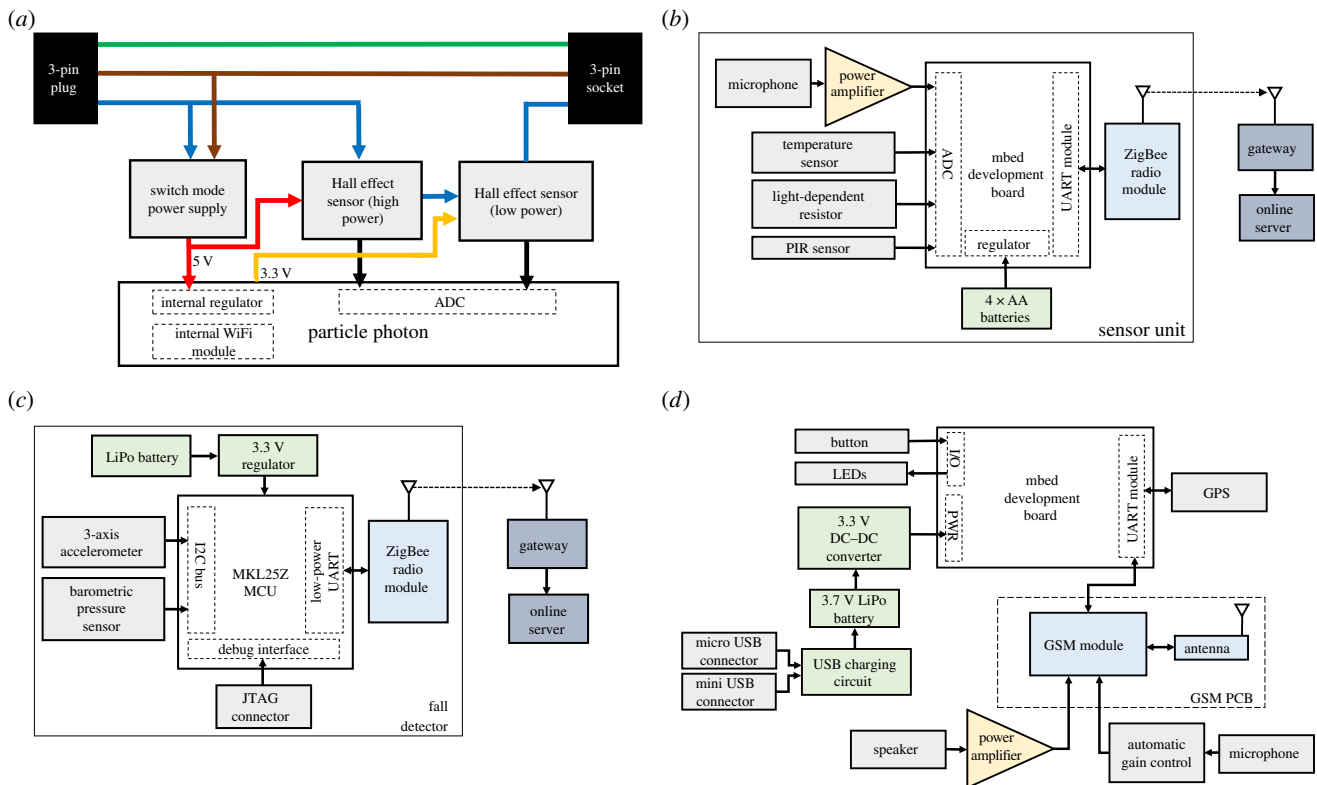 (a)
3-pin
plug
3-pin
socket
switch mode
power supply
Hall effect
sensor (high
power)
Hall effect sensor
(low power)
5 V
3.3 V
internal regulator
ADC
internal WiFi
module
particle photon
(b)
microphone
power
amplifier
temperature
sensor
light-dependent
resistor
PIR sensor
ADC
mbed
development
board
regulator
UART module
4 × AA
batteries
ZigBee
radio
module
gateway
online
server
sensor unit
(c)
LiPo battery
3.3 V
regulator
3-axis
accelerometer
barometric
pressure
sensor
I2C bus
MKL25Z
MCU
low-power
UART
debug interface
JTAG
connector
ZigBee
radio
module
gateway
online
server
fall
detector
(d)
button
LEDs
I/O
PWR
mbed
development
board
UART module
GPS
3.3 V
DC–DC
converter
3.7 V LiPo
battery
micro USB
connector
mini USB
connector
USB charging
circuit
GSM module
antenna
GSM PCB
speaker
power
amplifier
automatic
gain control
microphone